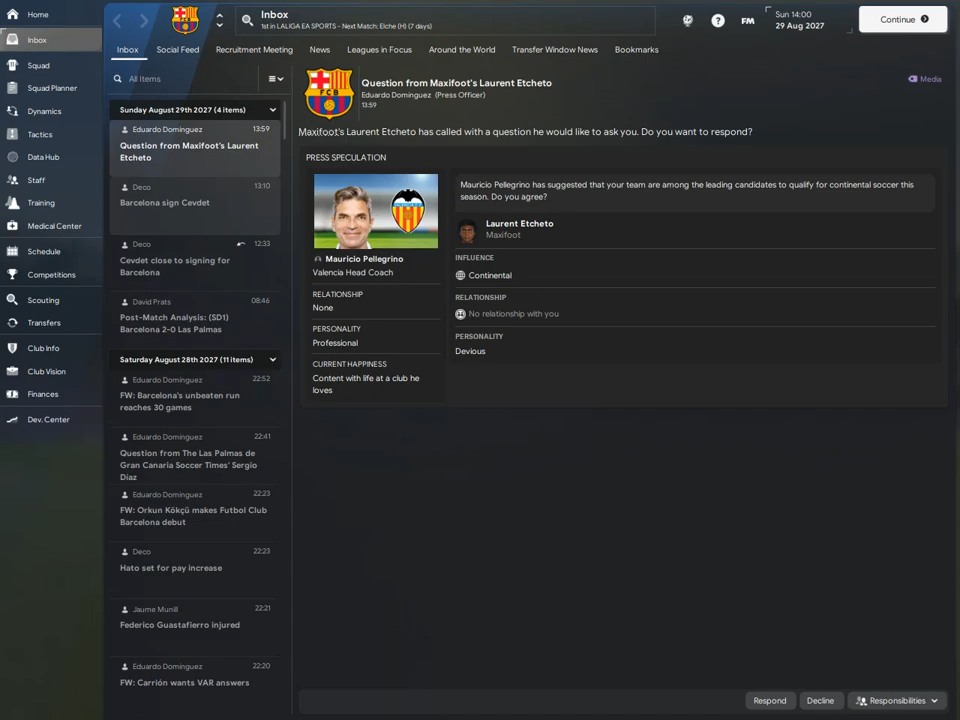 Home
Inbox
Squad
Squad Planner
Dynamics
Tactics
Data Hub
Staff
Training
Medical Center
Schedule
Competitions
Scouting
Transfers
Club Info
Club Vision
Finances
Dev. Center
Inbox
1st in LALIGA EA SPORTS - Next Match: Elche (H) (7 days)
?
FM
Sun 14:00
29 Aug 2027
Continue
Inbox
Social Feed
Recruitment Meeting
News
Leagues in Focus
Around the World
Transfer Window News
Bookmarks
All Items
Sunday August 29th 2027 (4 items)
Eduardo Domínguez 13:59
Question from Maxifoot's Laurent
Etcheto
Deco 13:10
Barcelona sign Cevdet
Deco 12:33
Cevdet close to signing for
Barcelona
David Prats 08:46
Post-Match Analysis: (SD1)
Barcelona 2-0 Las Palmas
Saturday August 28th 2027 (11 items)
Eduardo Domínguez 22:52
FW: Barcelona's unbeaten run
reaches 30 games
Eduardo Domínguez 22:41
Question from The Las Palmas de
Gran Canaria Soccer Times' Sergio
Díaz
Eduardo Domínguez 22:23
FW: Orkun Kökçü makes Futbol Club
Barcelona debut
Deco 22:23
Hato set for pay increase
Jaume Munill 22:21
Federico Guastafierro injured
Eduardo Domínguez 22:20
FW: Carrión wants VAR answers
FCB
Question from Maxifoot's Laurent Etcheto
Eduardo Domínguez (Press Officer)
13:59
Media
Maxifoot's Laurent Etcheto has called with a question he would like to ask you. Do you want to respond?
PRESS SPECULATION
Mauricio Pellegrino
Valencia Head Coach
RELATIONSHIP
None
PERSONALITY
Professional
CURRENT HAPPINESS
Content with life at a club he
loves
Mauricio Pellegrino has suggested that your team are among the leading candidates to qualify for continental soccer this
season. Do you agree?
Laurent Etcheto
Maxifoot
INFLUENCE
Continental
RELATIONSHIP
No relationship with you
PERSONALITY
Devious
Respond
Decline
Responsibilities